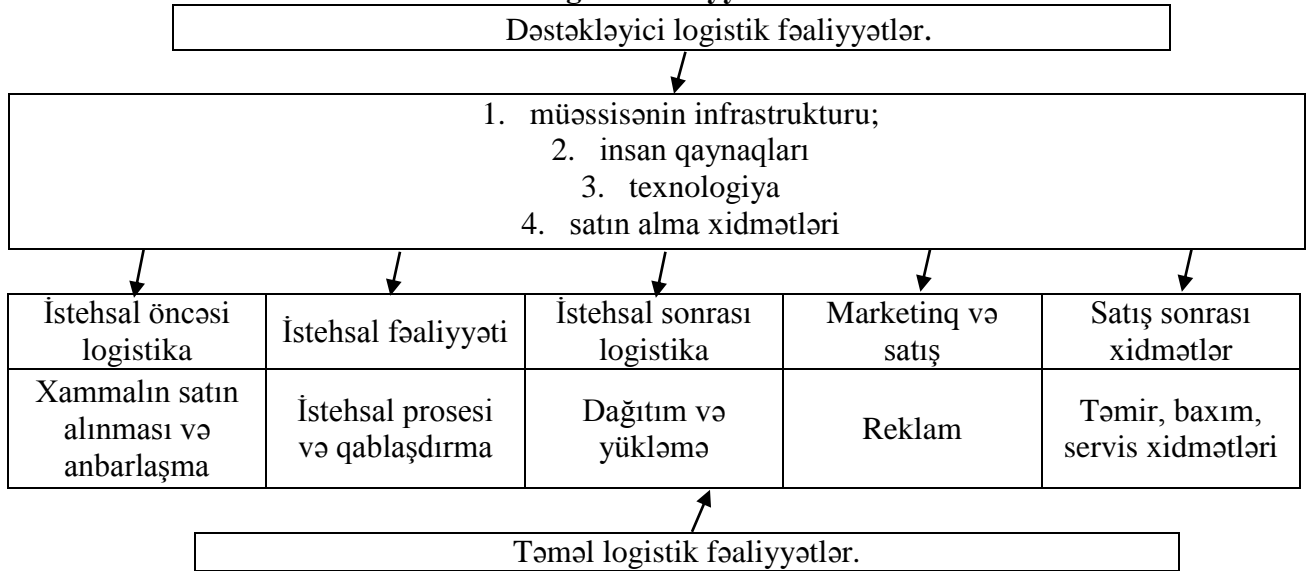 Dəstəkləyici logistik fəaliyyətlər.
1. müəssisənin infrastrukturu;
2. insan qaynaqları
3. texnologiya
4. satın alma xidmətləri
İstehsal öncəsi
logistika
İstehsal fəaliyyəti
İstehsal sonrası
logistika
Marketinq və
satış
Satış sonrası
xidmətlər
Xammalın satın
alınması və
anbarlaşma
İstehsal prosesi
və qablaşdırma
Dağıtım və
yükləmə
Reklam
Təmir, baxım,
servis xidmətləri
Təməl logistik fəaliyyətlər.